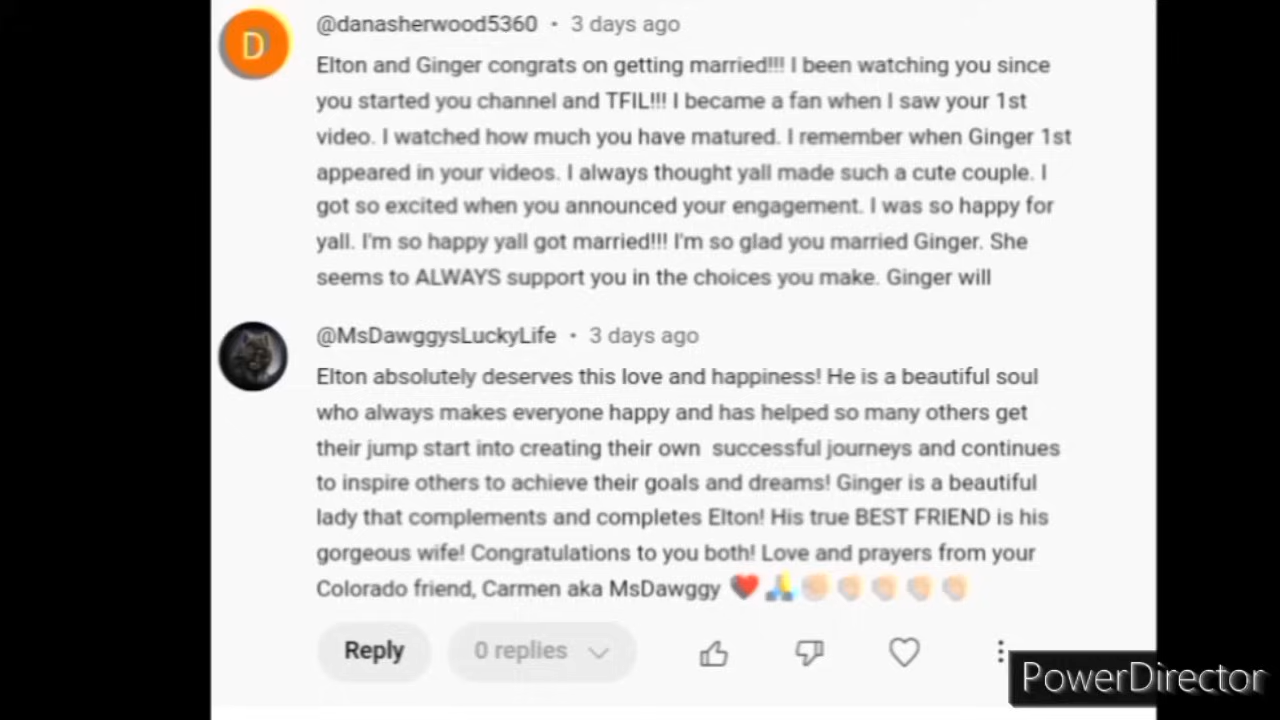 D
@danasherwood5360 • 3 days ago
Elton and Ginger congrats on getting married!!! I been watching you since
you started you channel and TFIL!!! I became a fan when I saw your 1st
video. I watched how much you have matured. I remember when Ginger 1st
appeared in your videos. I always thought yall made such a cute couple. I
got so excited when you announced your engagement. I was so happy for
yall. I'm so happy yall got married!!! I'm so glad you married Ginger. She
seems to ALWAYS support you in the choices you make. Ginger will
@MsDawggysLuckyLife • 3 days ago
Elton absolutely deserves this love and happiness! He is a beautiful soul
who always makes everyone happy and has helped so many others get
their jump start into creating their own  successful journeys and continues
to inspire others to achieve their goals and dreams! Ginger is a beautiful
lady that complements and completes Elton! His true BEST FRIEND is his
gorgeous wife! Congratulations to you both! Love and prayers from your
Colorado friend, Carmen aka MsDawggy
Reply 0 replies
PowerDirector